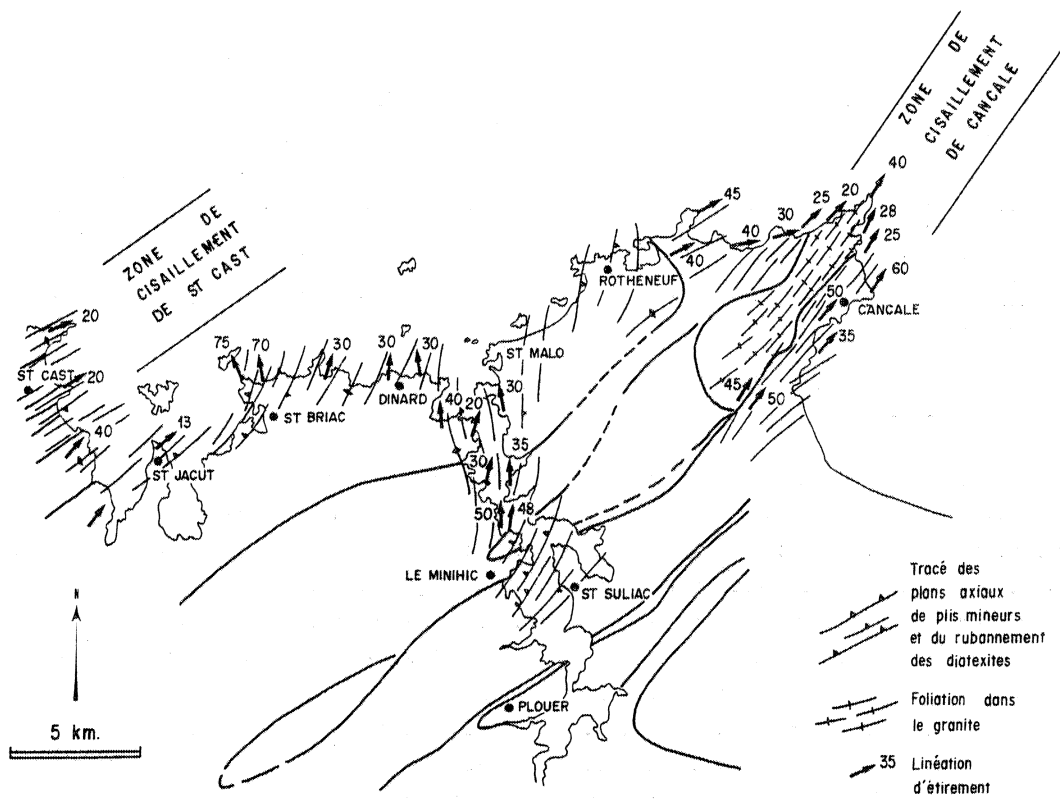 ZONE DE
CISAILLEMENT
DE CANCALE
ZONE DE
CISAILLEMENT
DE ST CAST
40
45
25
20
28
30
25
40
40
60
50
35
ROTHENEUF
CANCALE
20
75
70
30
30
30
ST MALO
ST CAST
20
DINARD
30
45
50
40
20
ST BRIAC
13
40
35
ST JACUT
30
50
48
LE MINIHIC
ST SULIAC
N
PLOUER
5 km.
Tracé des
plans axiaux
de plis mineurs
et du rubannement
des diatexites
Foliation dans
le granite
35 Linéation
d'étirement